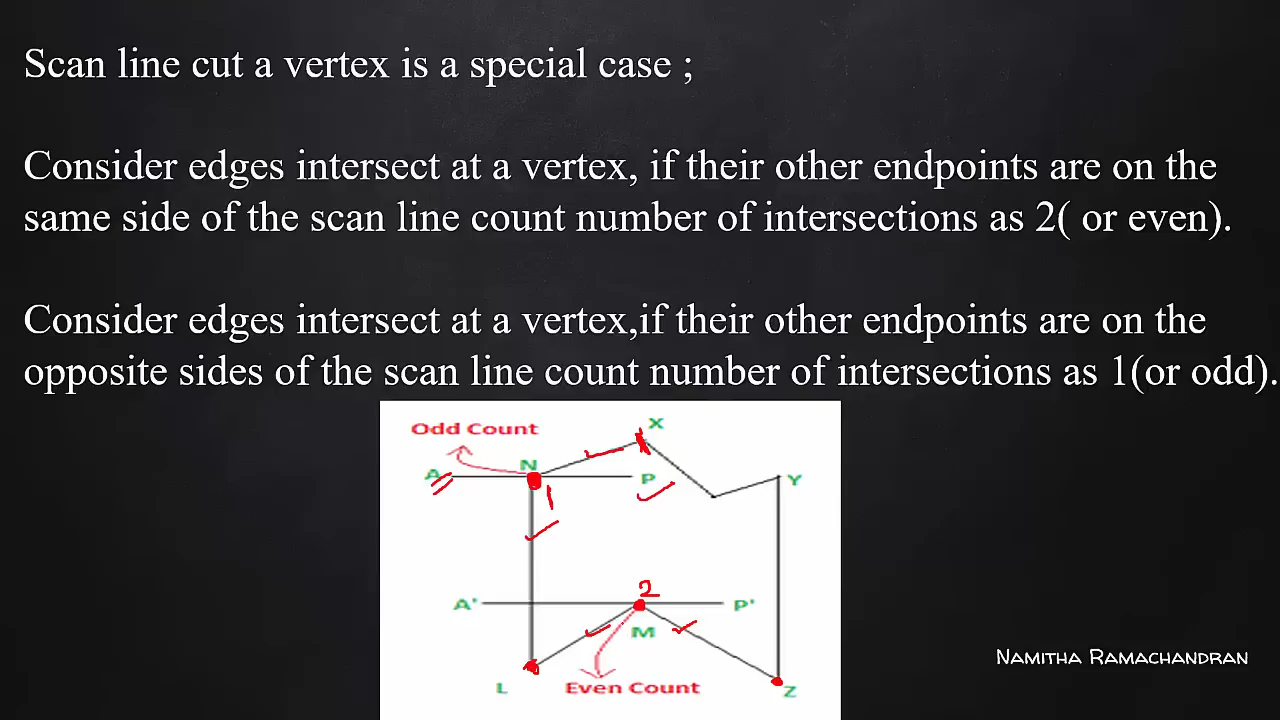 Scan line cut a vertex is a special case ;
Consider edges intersect at a vertex, if their other endpoints are on the
same side of the scan line count number of intersections as 2( or even).
Consider edges intersect at a vertex,if their other endpoints are on the
opposite sides of the scan line count number of intersections as 1(or odd).
Odd Count
X
N
A
P
Y
1
2
A'
P'
M
L
Even Count
Z
Namitha Ramachandran